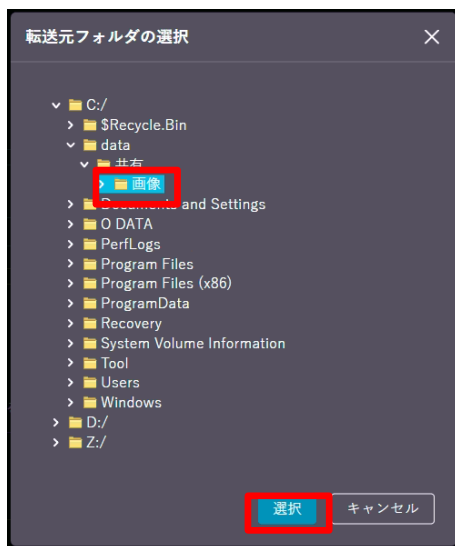 転送元フォルダの選択
C:/
$Recycle.Bin
data
共有
画像
Documents and Settings
O DATA
PerfLogs
Program Files
Program Files (x86)
ProgramData
Recovery
System Volume Information
Tool
Users
Windows
D:/
Z:/
選択
キャンセル